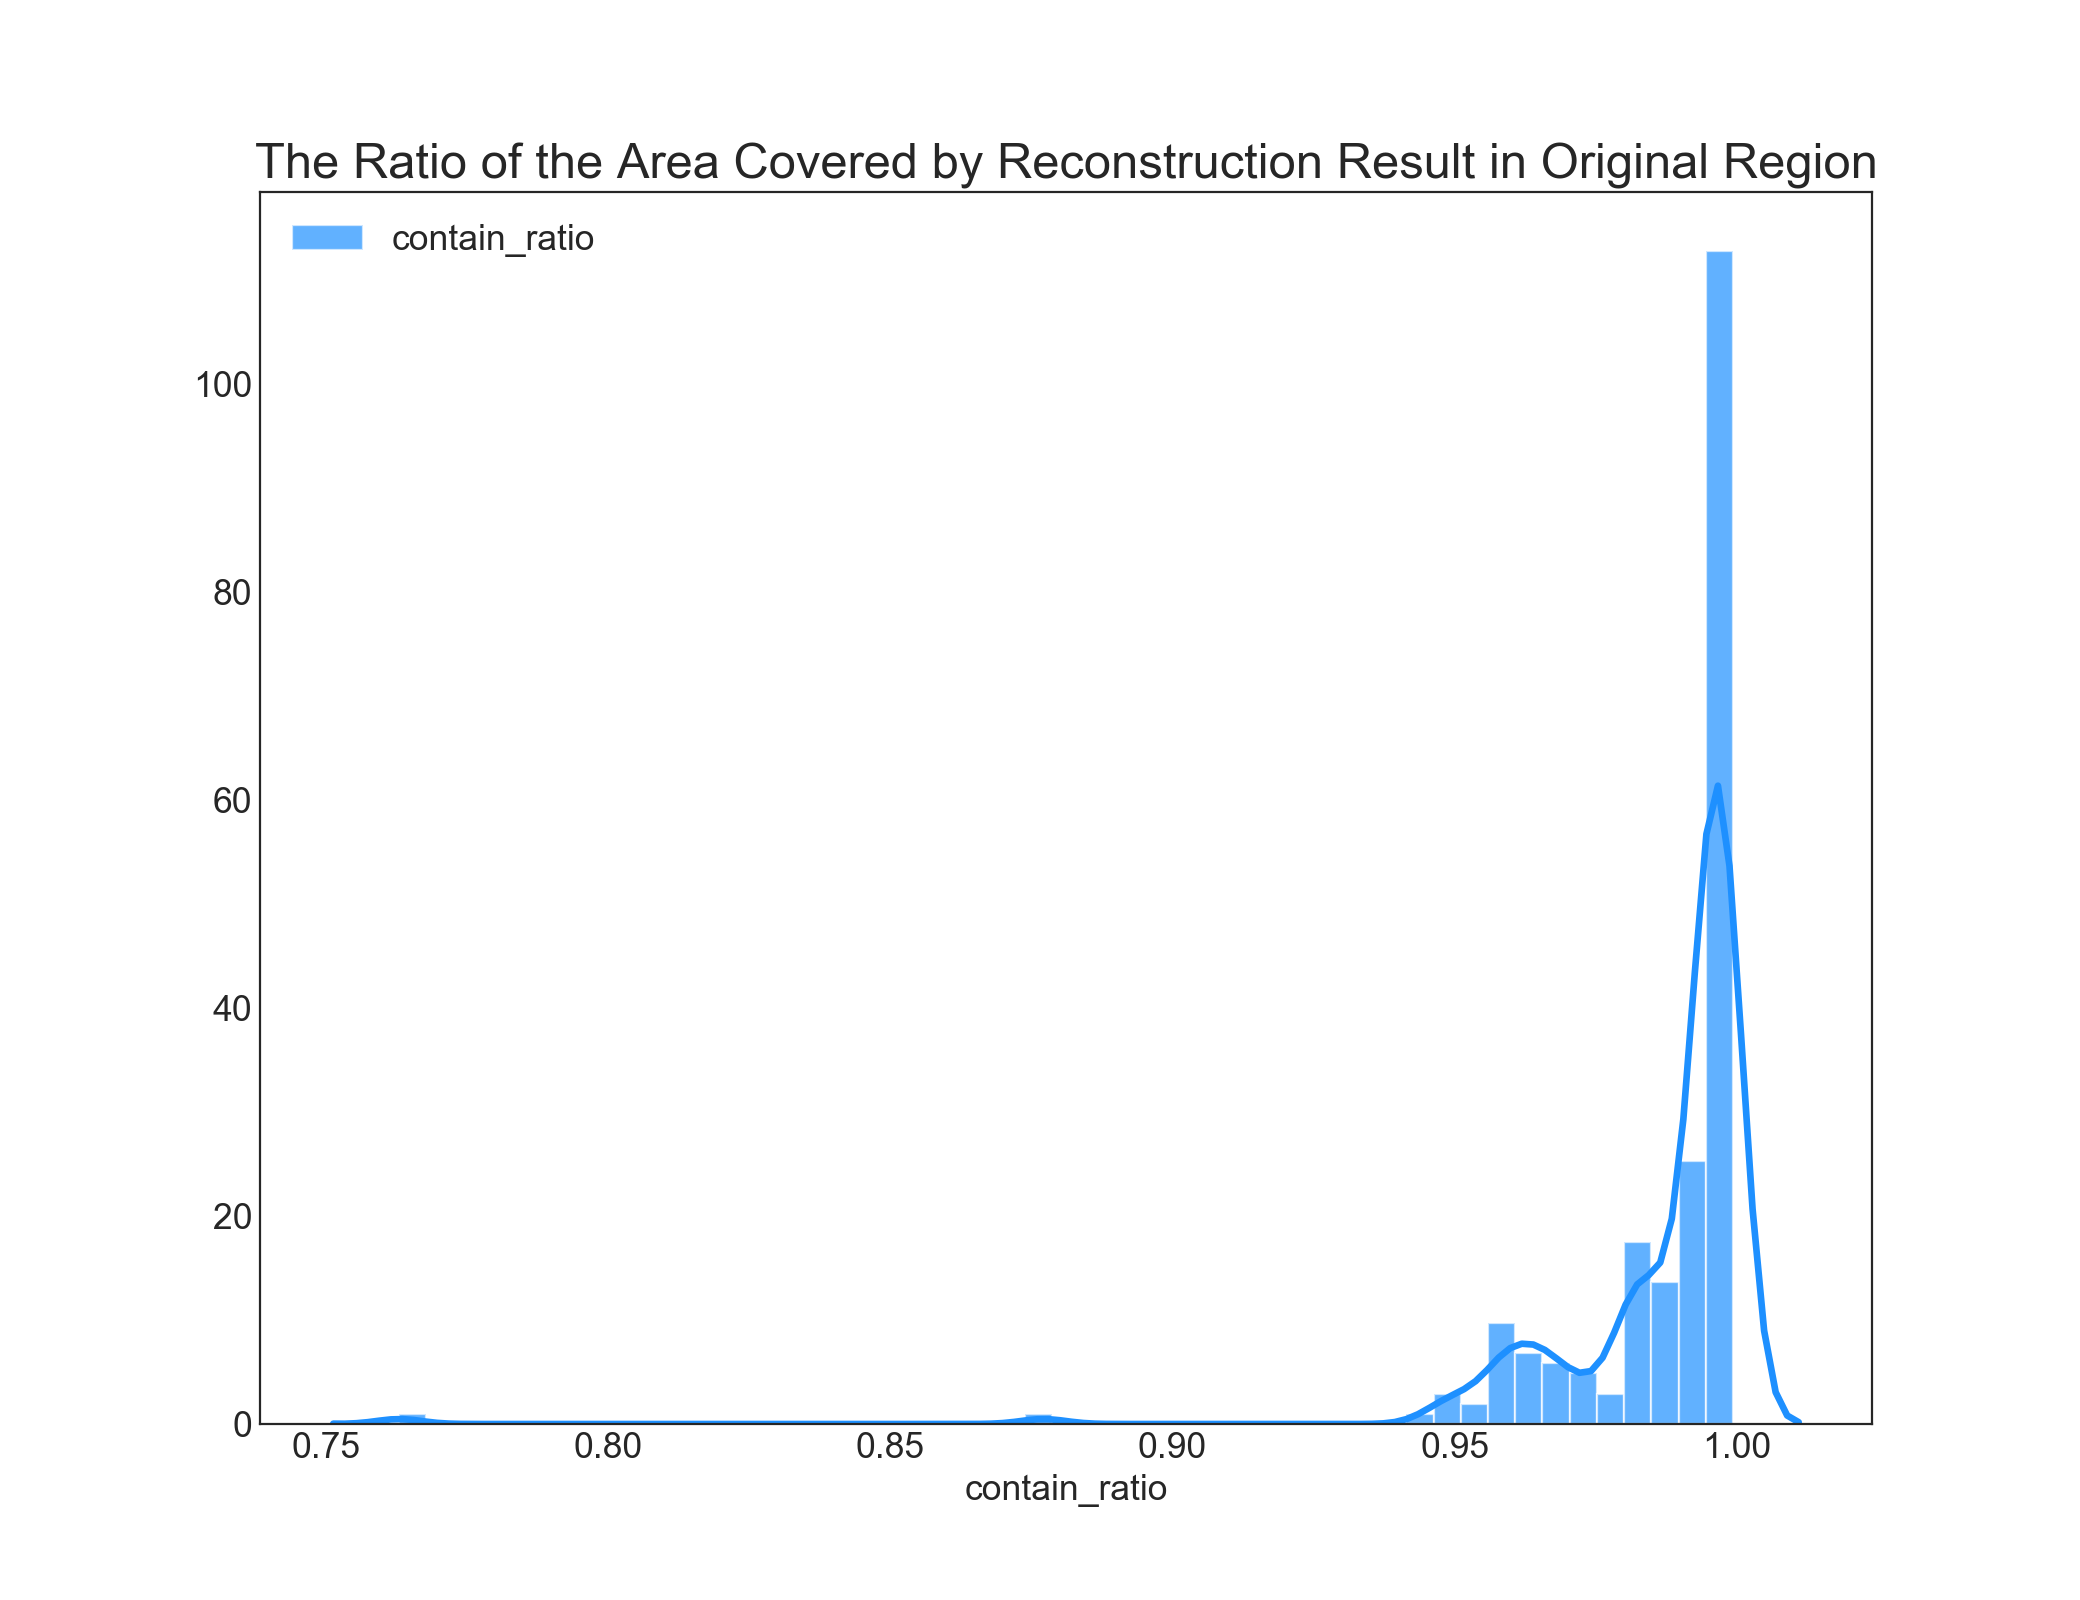 The Ratio of the Area Covered by Reconstruction Result in Original Region
contain_ratio
100
80
60
40
20
0
0.75 0.80 0.85 0.90 0.95 1.00
contain_ratio